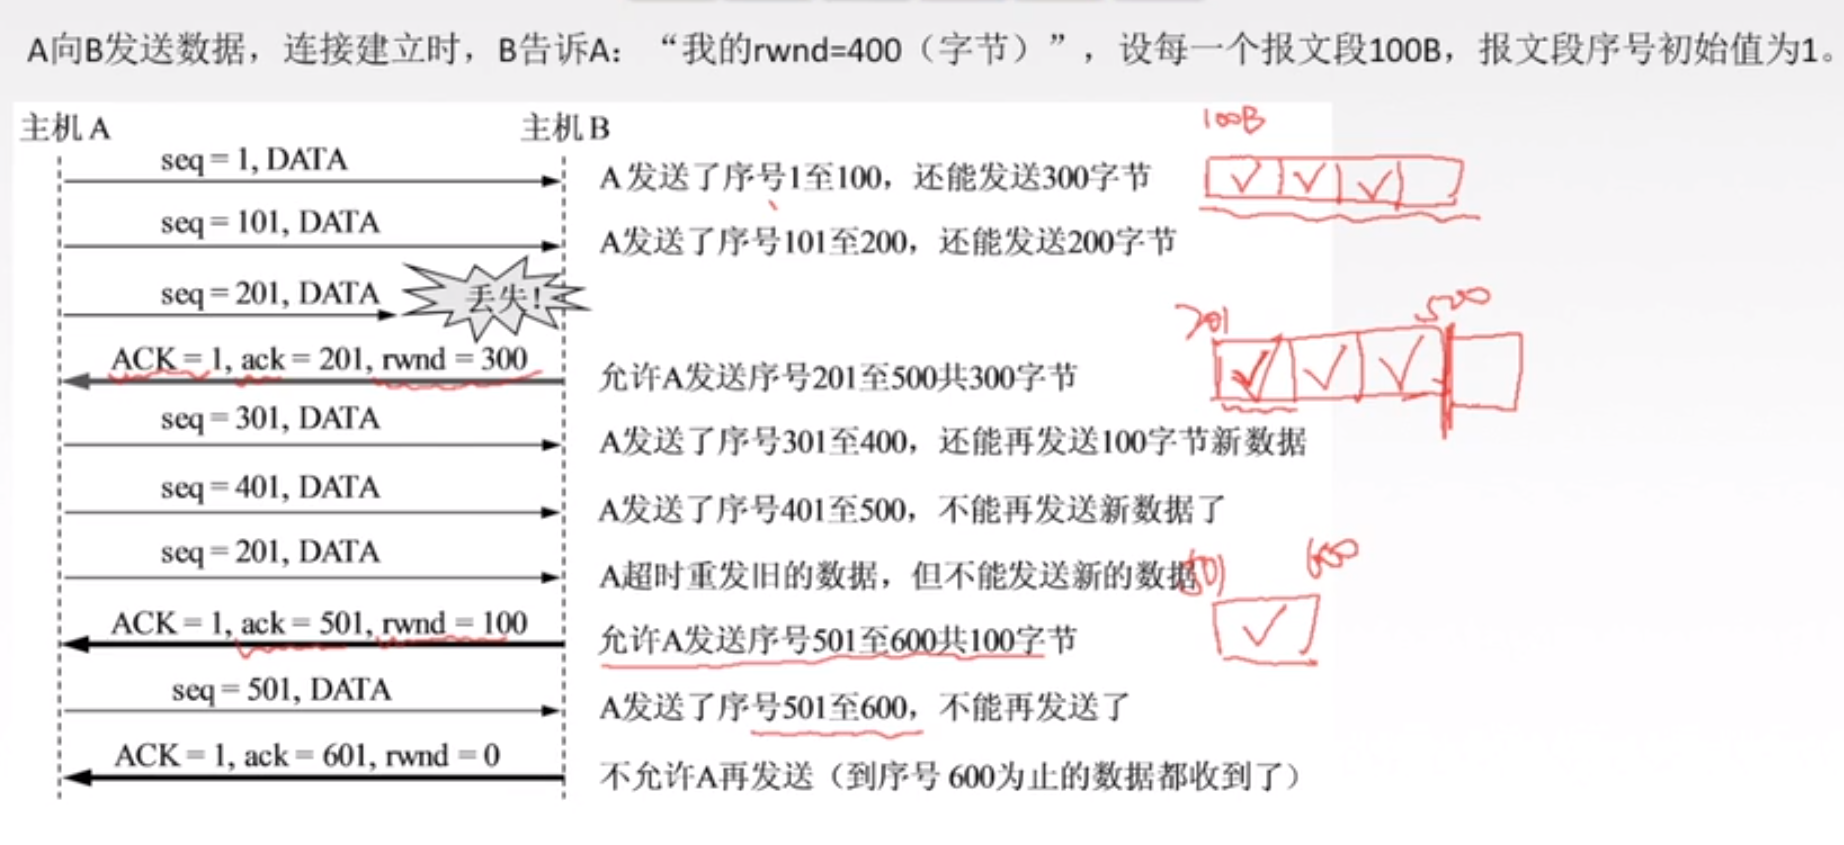 A向B发送数据，连接建立时，B告诉A：“我的rwnd=400（字节）”，设每一个报文段100B，报文段序号初始值为1。
主机A 主机B
100B
seq = 1, DATA A发送了序号1至100，还能发送300字节
seq = 101, DATA A发送了序号101至200，还能发送200字节
seq = 201, DATA 丢失!
201 500
ACK = 1, ack = 201, rwnd = 300 允许A发送序号201至500共300字节
seq = 301, DATA A发送了序号301至400，还能再发送100字节新数据
seq = 401, DATA A发送了序号401至500，不能再发送新数据了
seq = 201, DATA A超时重发旧的数据，但不能发送新的数据
501 600
ACK = 1, ack = 501, rwnd = 100 允许A发送序号501至600共100字节
seq = 501, DATA A发送了序号501至600，不能再发送了
ACK = 1, ack = 601, rwnd = 0 不允许A再发送（到序号600为止的数据都收到了）